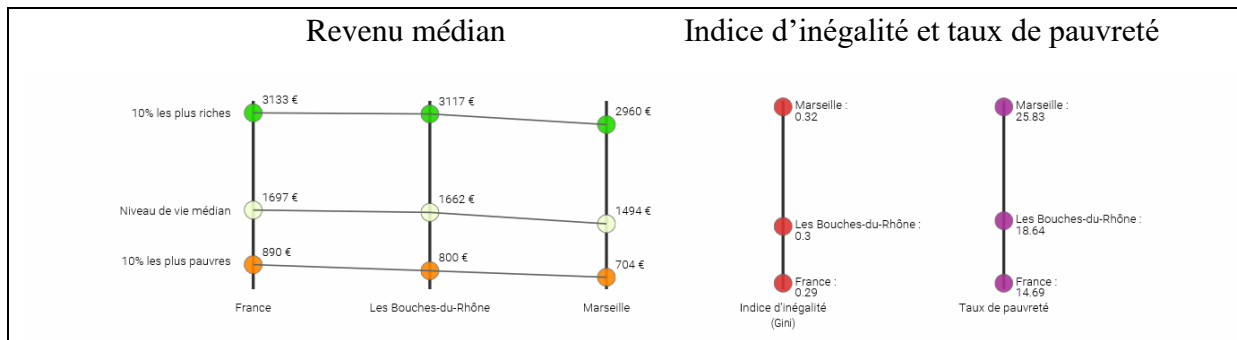 Revenu médian
Indice d’inégalité et taux de pauvreté
10% les plus riches
3133 €
3117 €
2960 €
Niveau de vie médian
1697 €
1662 €
1494 €
10% les plus pauvres
890 €
800 €
704 €
France
Les Bouches-du-Rhône
Marseille
Marseille :
0.32
Les Bouches-du-Rhône :
0.3
France :
0.29
Indice d'inégalité
(Gini)
Marseille :
25.83
Les Bouches-du-Rhône :
18.64
France :
14.69
Taux de pauvreté